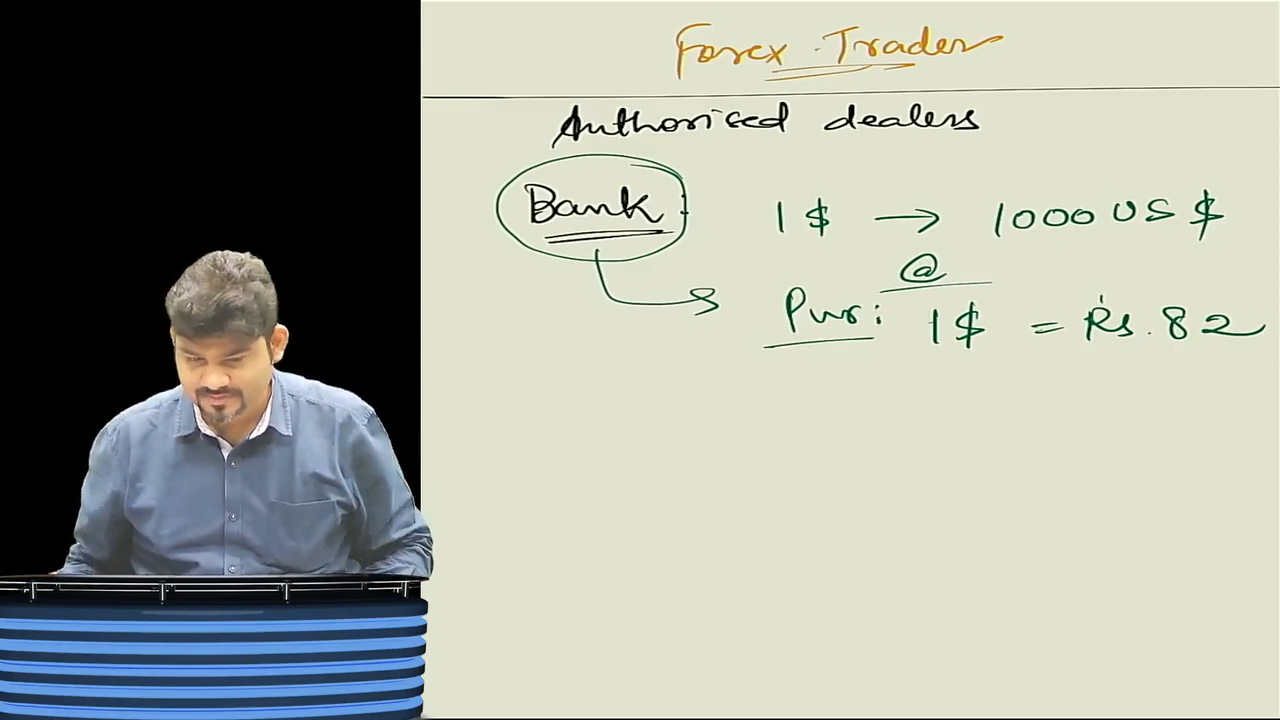 Forex Trader
Authorised dealers
Bank 1 $ → 1000 US $
@
Pur: 1 $ = Rs. 82